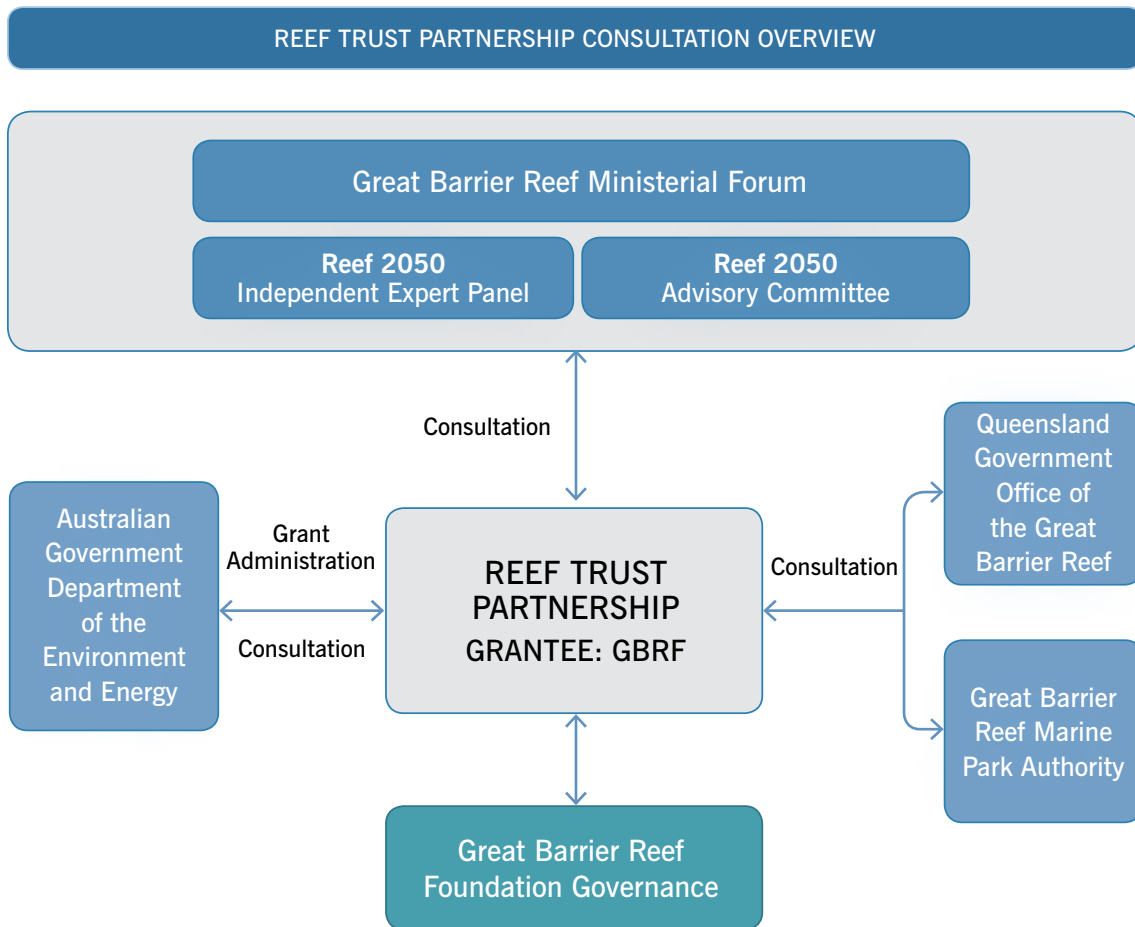 REEF TRUST PARTNERSHIP CONSULTATION OVERVIEW
Great Barrier Reef Ministerial Forum
Reef 2050
Independent Expert Panel
Reef 2050
Advisory Committee
Consultation
Australian
Government
Department
of the
Environment
and Energy
Grant
Administration
Consultation
REEF TRUST
PARTNERSHIP
GRANTEE: GBRF
Consultation
Queensland
Government
Office of
the Great
Barrier Reef
Great Barrier
Reef Marine
Park Authority
Great Barrier Reef
Foundation Governance